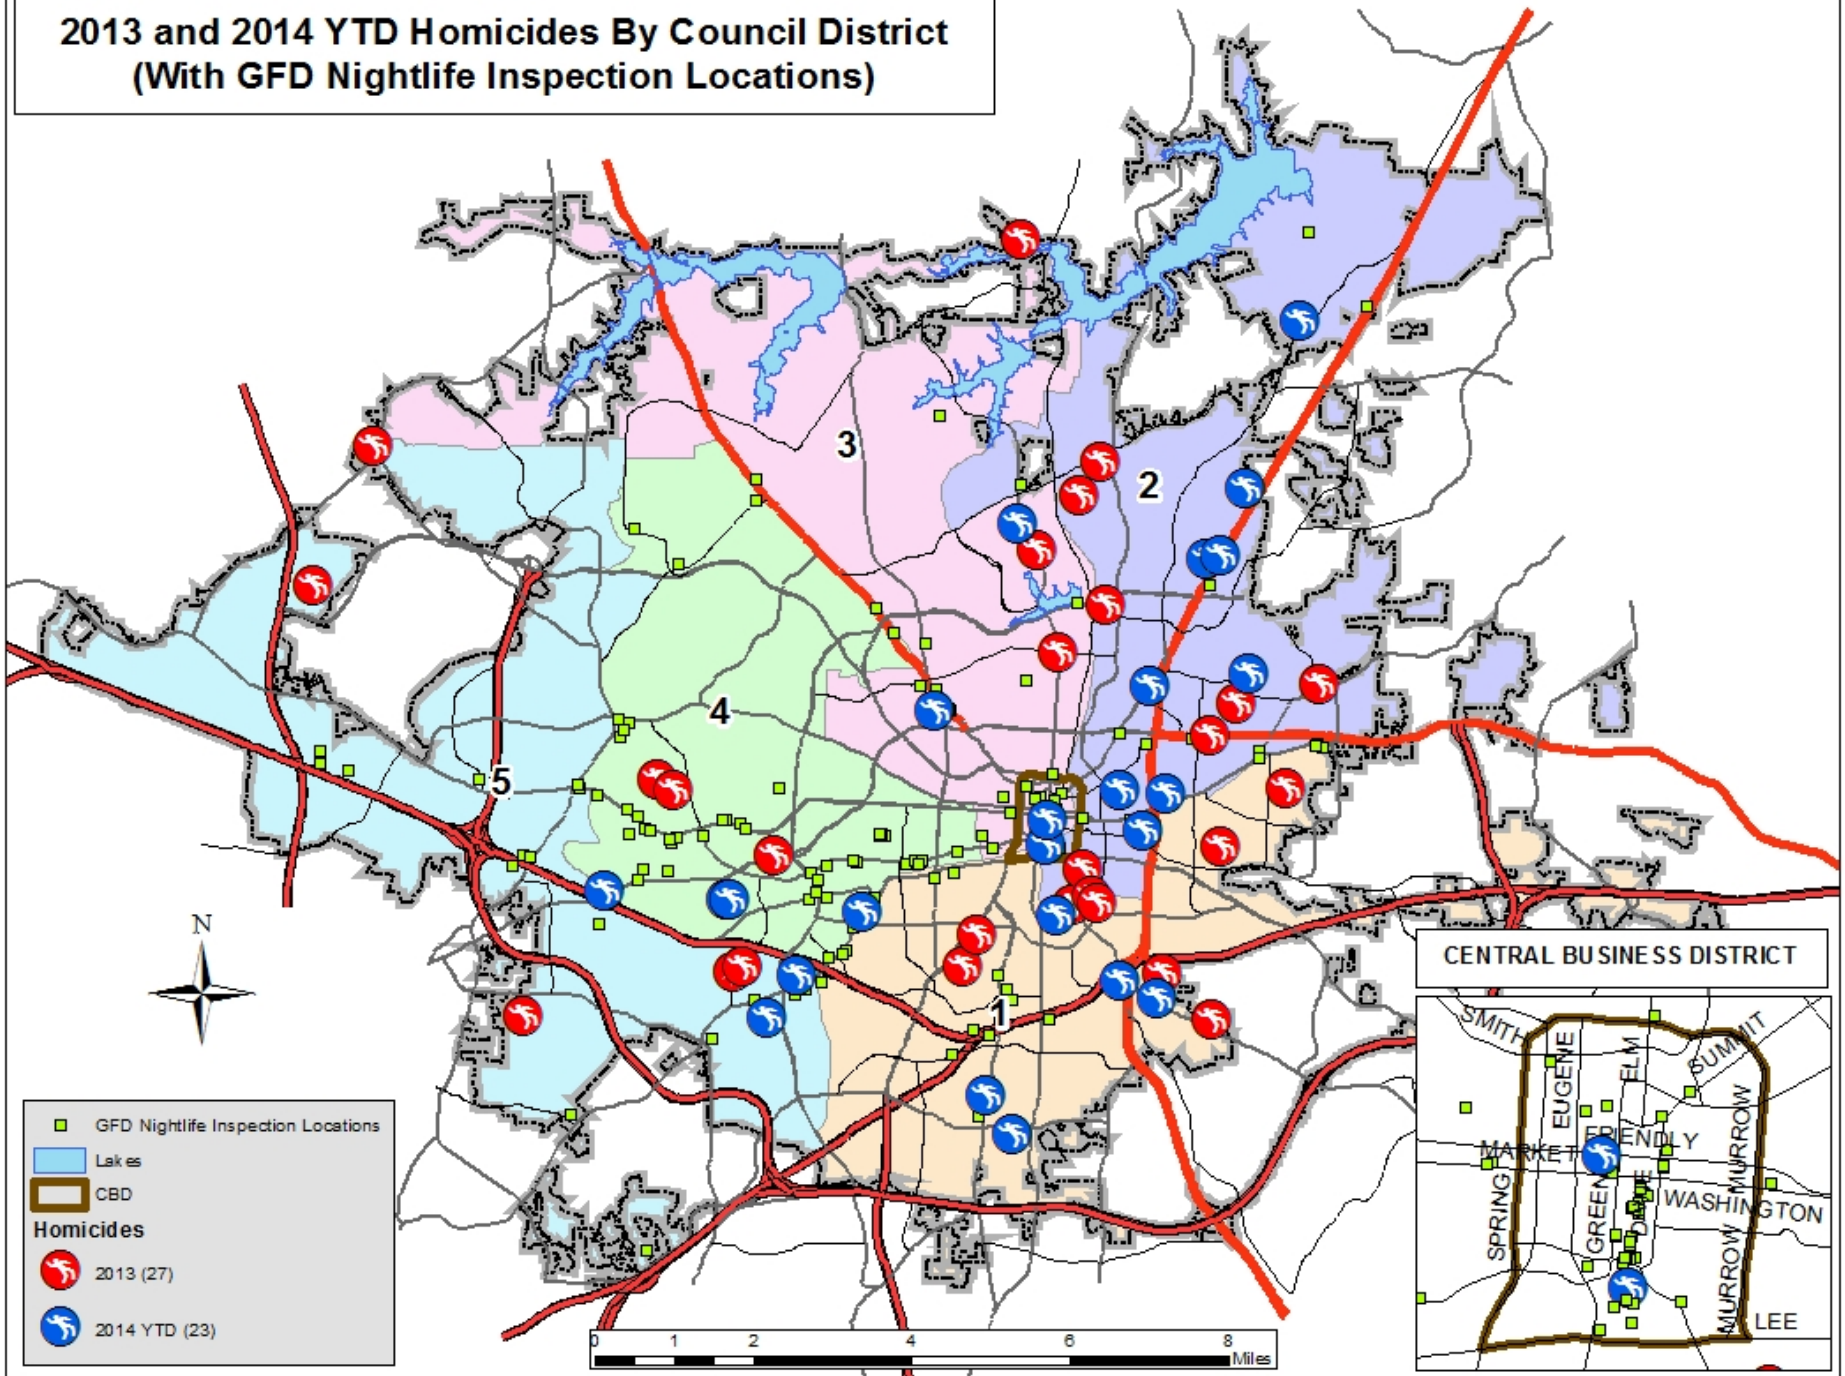 2013 and 2014 YTD Homicides By Council District
(With GFD Nightlife Inspection Locations)
3
2
4
5
1
N
GFD Nightlife Inspection Locations
Lakes
CBD
Homicides
2013 (27)
2014 YTD (23)
0 1 2 4 6 8
Miles
CENTRAL BUSINESS DISTRICT
SMITH
SUMMIT
EUGENE
ELM
MURROW
FRIENDLY
MARKET
WASHINGTON
SPRING
GREENE
MURROW
LEE